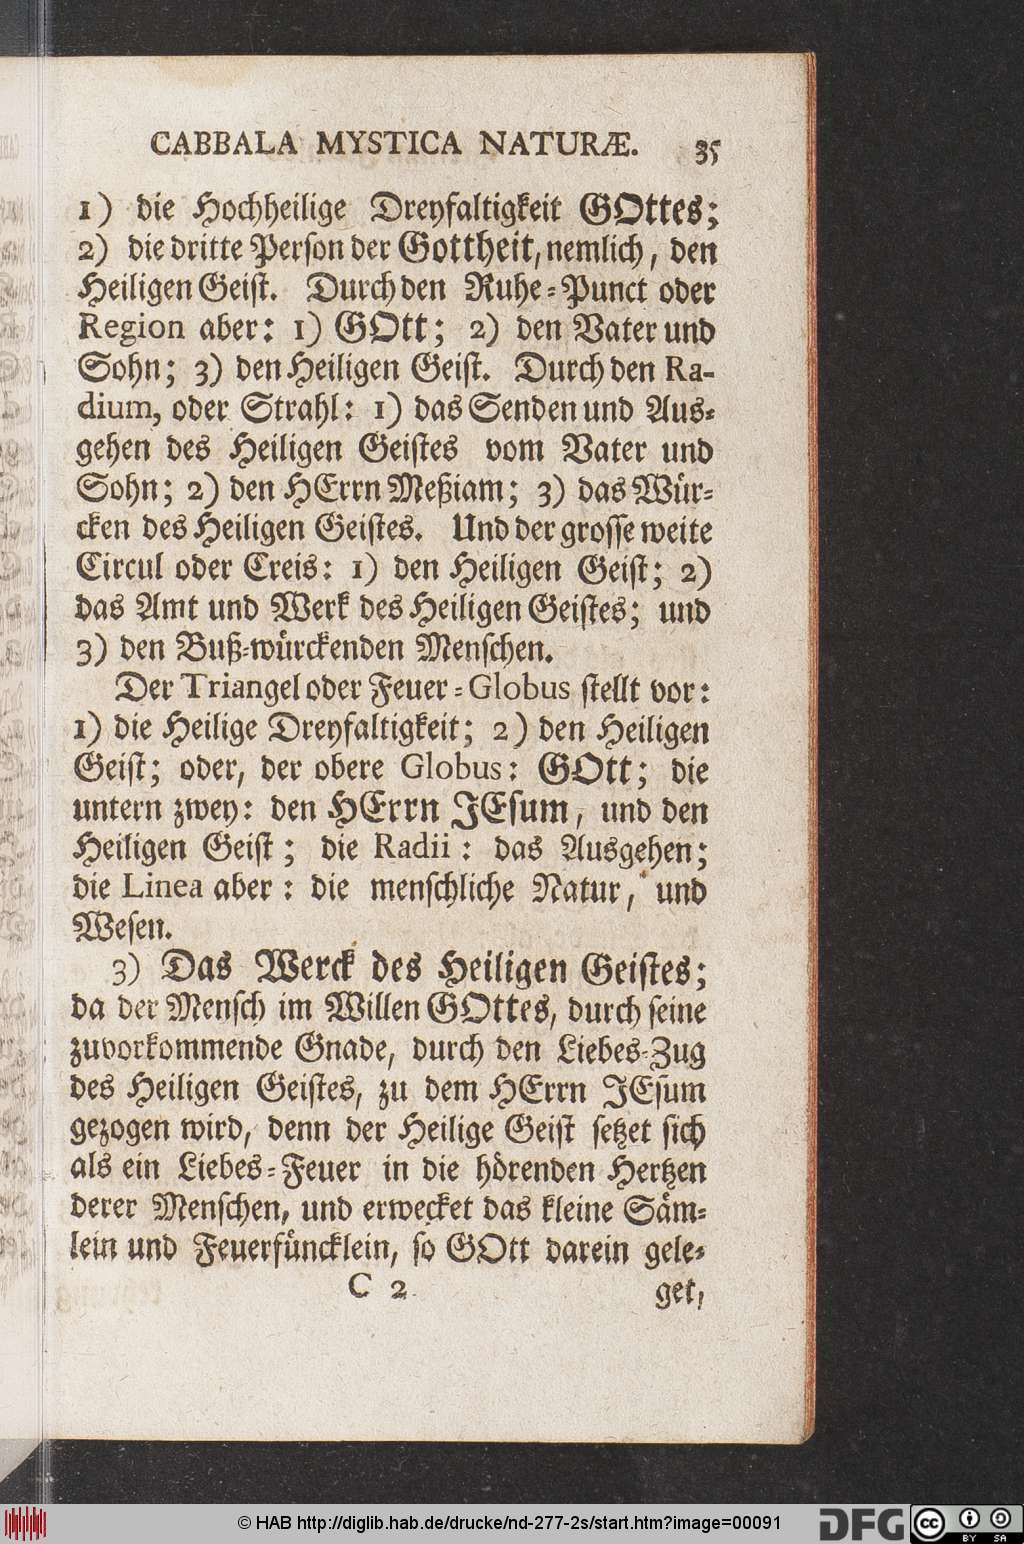 CABBALA MYSTICA NATURÆ. 35
1) die Hochheilige Dreyfaltigkeit GOttes;
2) die dritte Person der Gottheit, nemlich, den
Heiligen Geist. Durch den Ruhe-Punct oder
Region aber: 1) GOtt; 2) den Vater und
Sohn; 3) den Heiligen Geist. Durch den Ra-
dium, oder Strahl: 1) das Senden und Aus-
gehen des Heiligen Geistes vom Vater und
Sohn; 2) den HErrn Meßiam; 3) das Wür-
cken des Heiligen Geistes. Und der grosse weite
Circul oder Creis: 1) den Heiligen Geist; 2)
das Amt und Werk des Heiligen Geistes; und
3) den Buß-würckenden Menschen.
Der Triangel oder Feuer-Globus stellt vor:
1) die Heilige Dreyfaltigkeit; 2) den Heiligen
Geist; oder, der obere Globus: GOtt; die
untern zwey: den HErrn JEsum, und den
Heiligen Geist; die Radii: das Ausgehen;
die Linea aber: die menschliche Natur, und
Wesen.
3) Das Werck des Heiligen Geistes;
da der Mensch im Willen GOttes, durch seine
zuvorkommende Gnade, durch den Liebes-Zug
des Heiligen Geistes, zu dem HErrn JEsum
gezogen wird, denn der Heilige Geist setzet sich
als ein Liebes-Feuer in die hörenden Hertzen
derer Menschen, und erwecket das kleine Säm-
lein und Feuerfüncklein, so GOtt darein gele-
C 2 get,
© HAB http://diglib.hab.de/drucke/nd-277-2s/start.htm?image=00091
DFG
cc BY SA